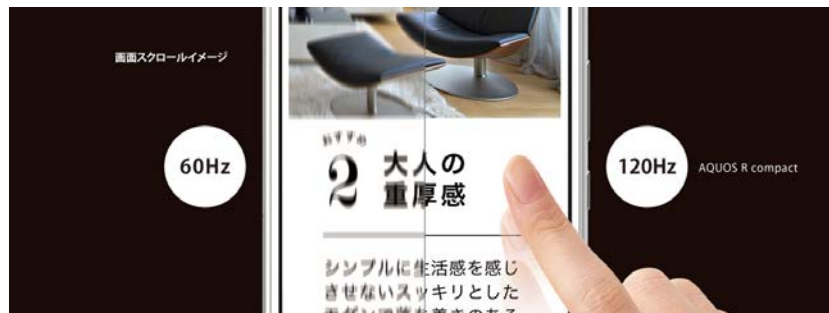 画面スクロールイメージ
60Hz
120Hz
AQUOS R compact
おすすめ
2
大人の
重厚感
シンプルに生活感を感じ
させないスッキリとした